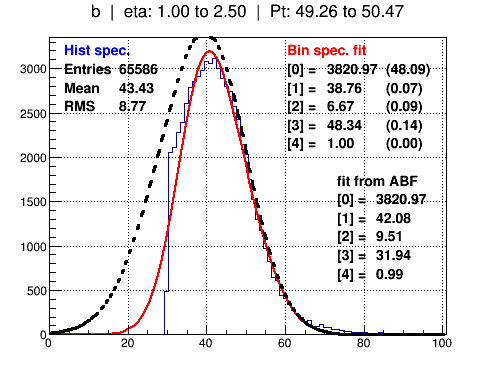 b | eta: 1.00 to 2.50 | Pt: 49.26 to 50.47
Hist spec.
Entries 65586
Mean 43.43
RMS 8.77
Bin spec. fit
[0] = 3820.97 (48.09)
[1] = 38.76 (0.07)
[2] = 6.67 (0.09)
[3] = 48.34 (0.14)
[4] = 1.00 (0.00)
fit from ABF
[0] = 3820.97
[1] = 42.08
[2] = 9.51
[3] = 31.94
[4] = 0.99
3000
2500
2000
1500
1000
500
0
0 20 40 60 80 100